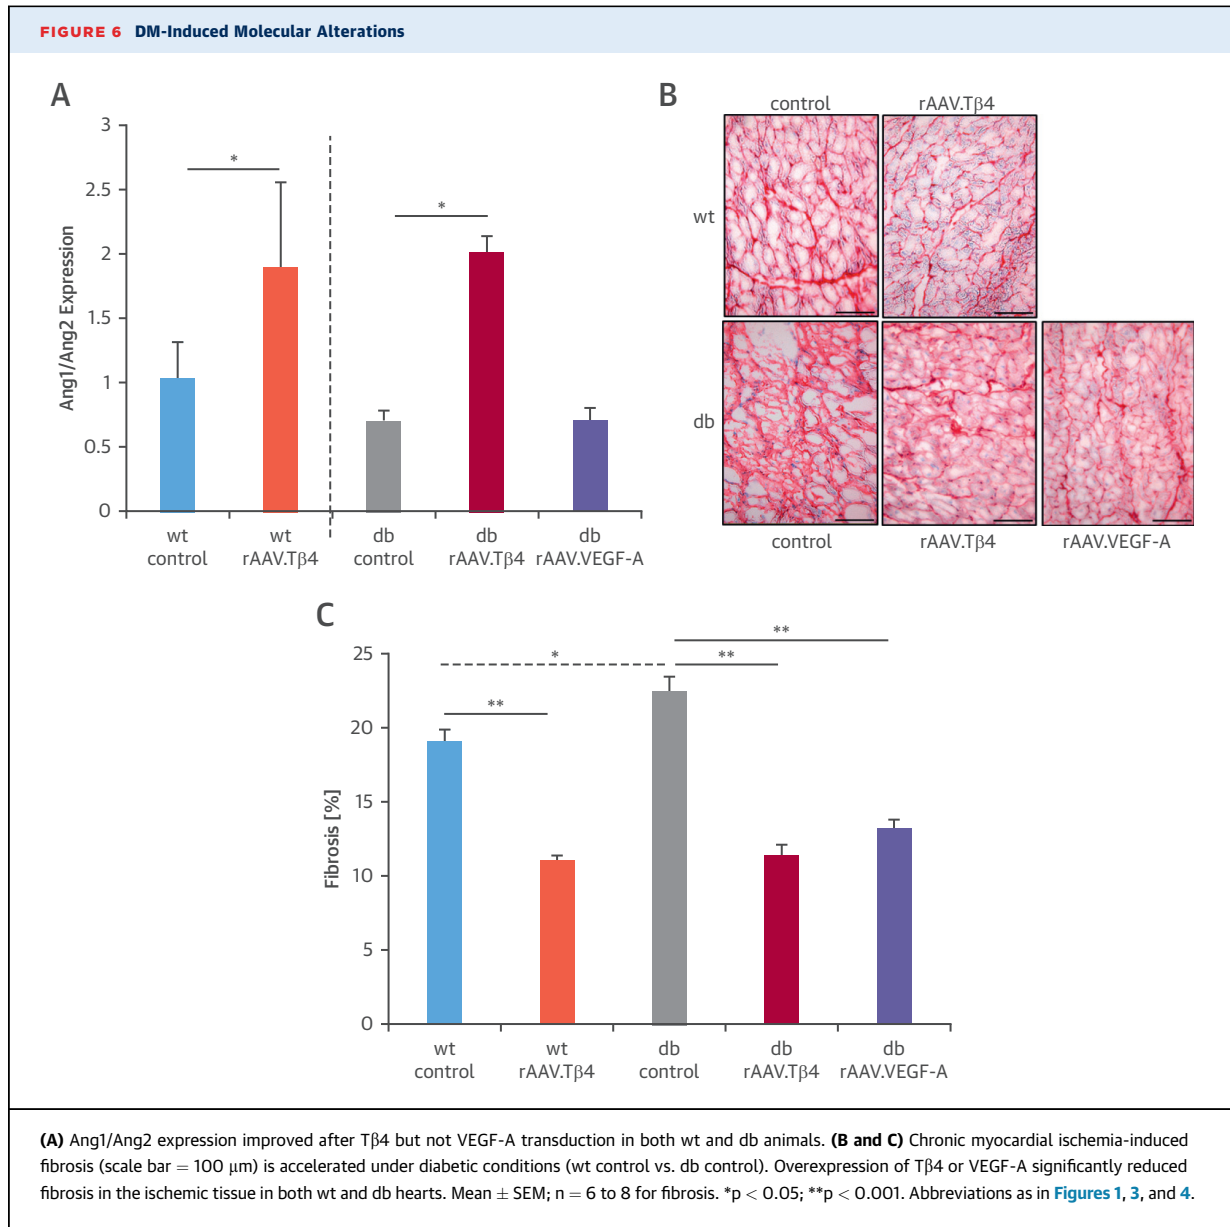 FIGURE 6 DM-Induced Molecular Alterations
A
3
2.5
2
1.5
1
0.5
0
Ang1/Ang2 Expression
*
*
wt
control
wt
rAAV.Tβ4
db
control
db
rAAV.Tβ4
db
rAAV.VEGF-A
B
control
rAAV.Tβ4
wt
db
control
rAAV.Tβ4
rAAV.VEGF-A
C
25
20
15
10
5
0
Fibrosis [%]
**
*
**
**
wt
control
wt
rAAV.Tβ4
db
control
db
rAAV.Tβ4
db
rAAV.VEGF-A
(A) Ang1/Ang2 expression improved after Tβ4 but not VEGF-A transduction in both wt and db animals. (B and C) Chronic myocardial ischemia-induced
fibrosis (scale bar = 100 μm) is accelerated under diabetic conditions (wt control vs. db control). Overexpression of Tβ4 or VEGF-A significantly reduced
fibrosis in the ischemic tissue in both wt and db hearts. Mean ± SEM; n = 6 to 8 for fibrosis. *p < 0.05; **p < 0.001. Abbreviations as in Figures 1, 3, and 4.